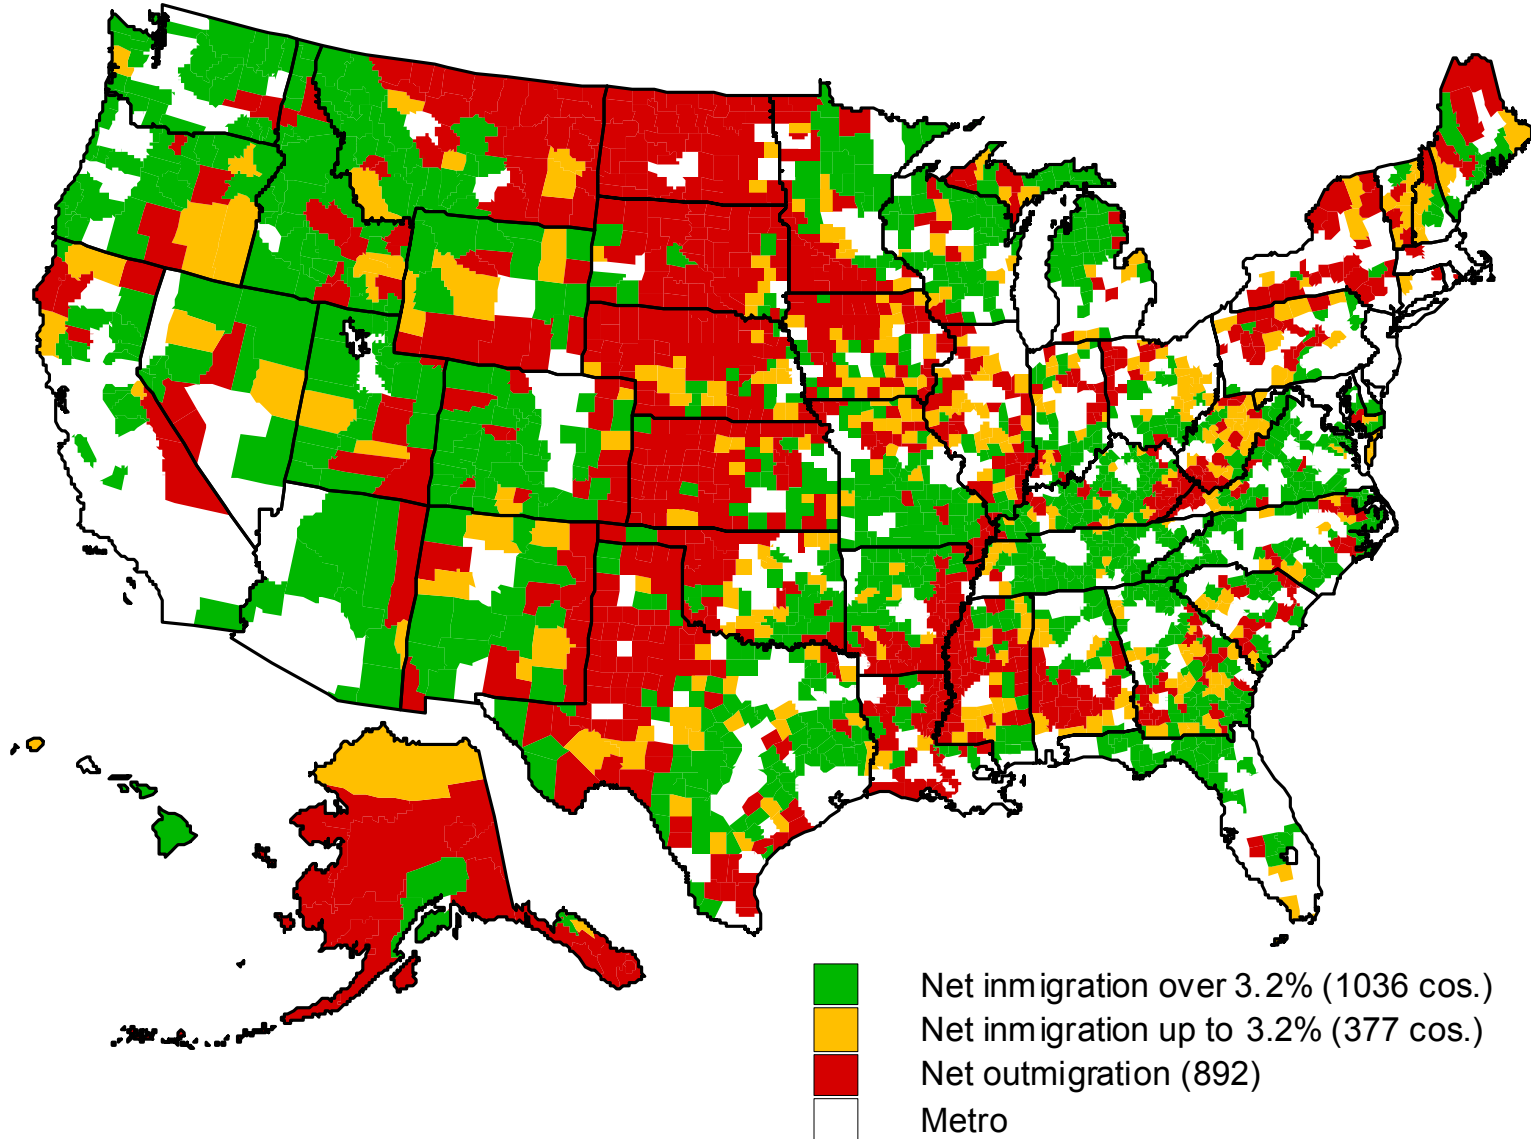 Net inmigration over 3.2% (1036 cos.)
Net inmigration up to 3.2% (377 cos.)
Net outmigration (892)
Metro